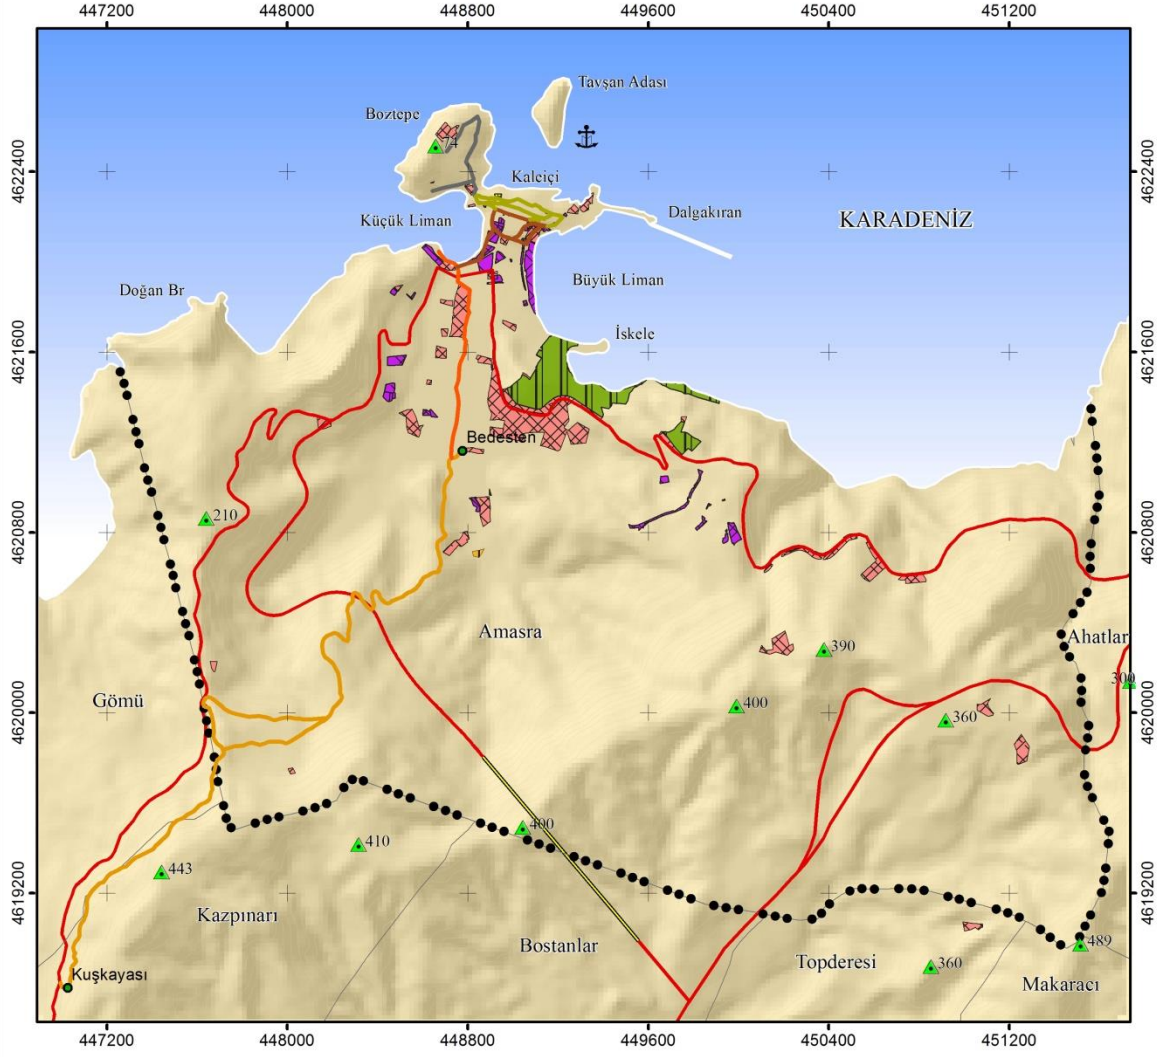 447200 448000 448800 449600 450400 451200
Tavşan Adası
Boztepe
74
4622400 4622400
Kaleiçi
Küçük Liman
Dalgakıran
KARADENİZ
Büyük Liman
Doğan Br
İskele
4621600 4621600
Bedesten
210
4620800 4620800
Amasra
390
Ahatlar
300
Gömü
4620000 4620000
400
360
400
410
443
4619200 4619200
Kazpınarı
Bostanlar
489
Topderesi
360
Kuşkayası
Makaracı
447200 448000 448800 449600 450400 451200